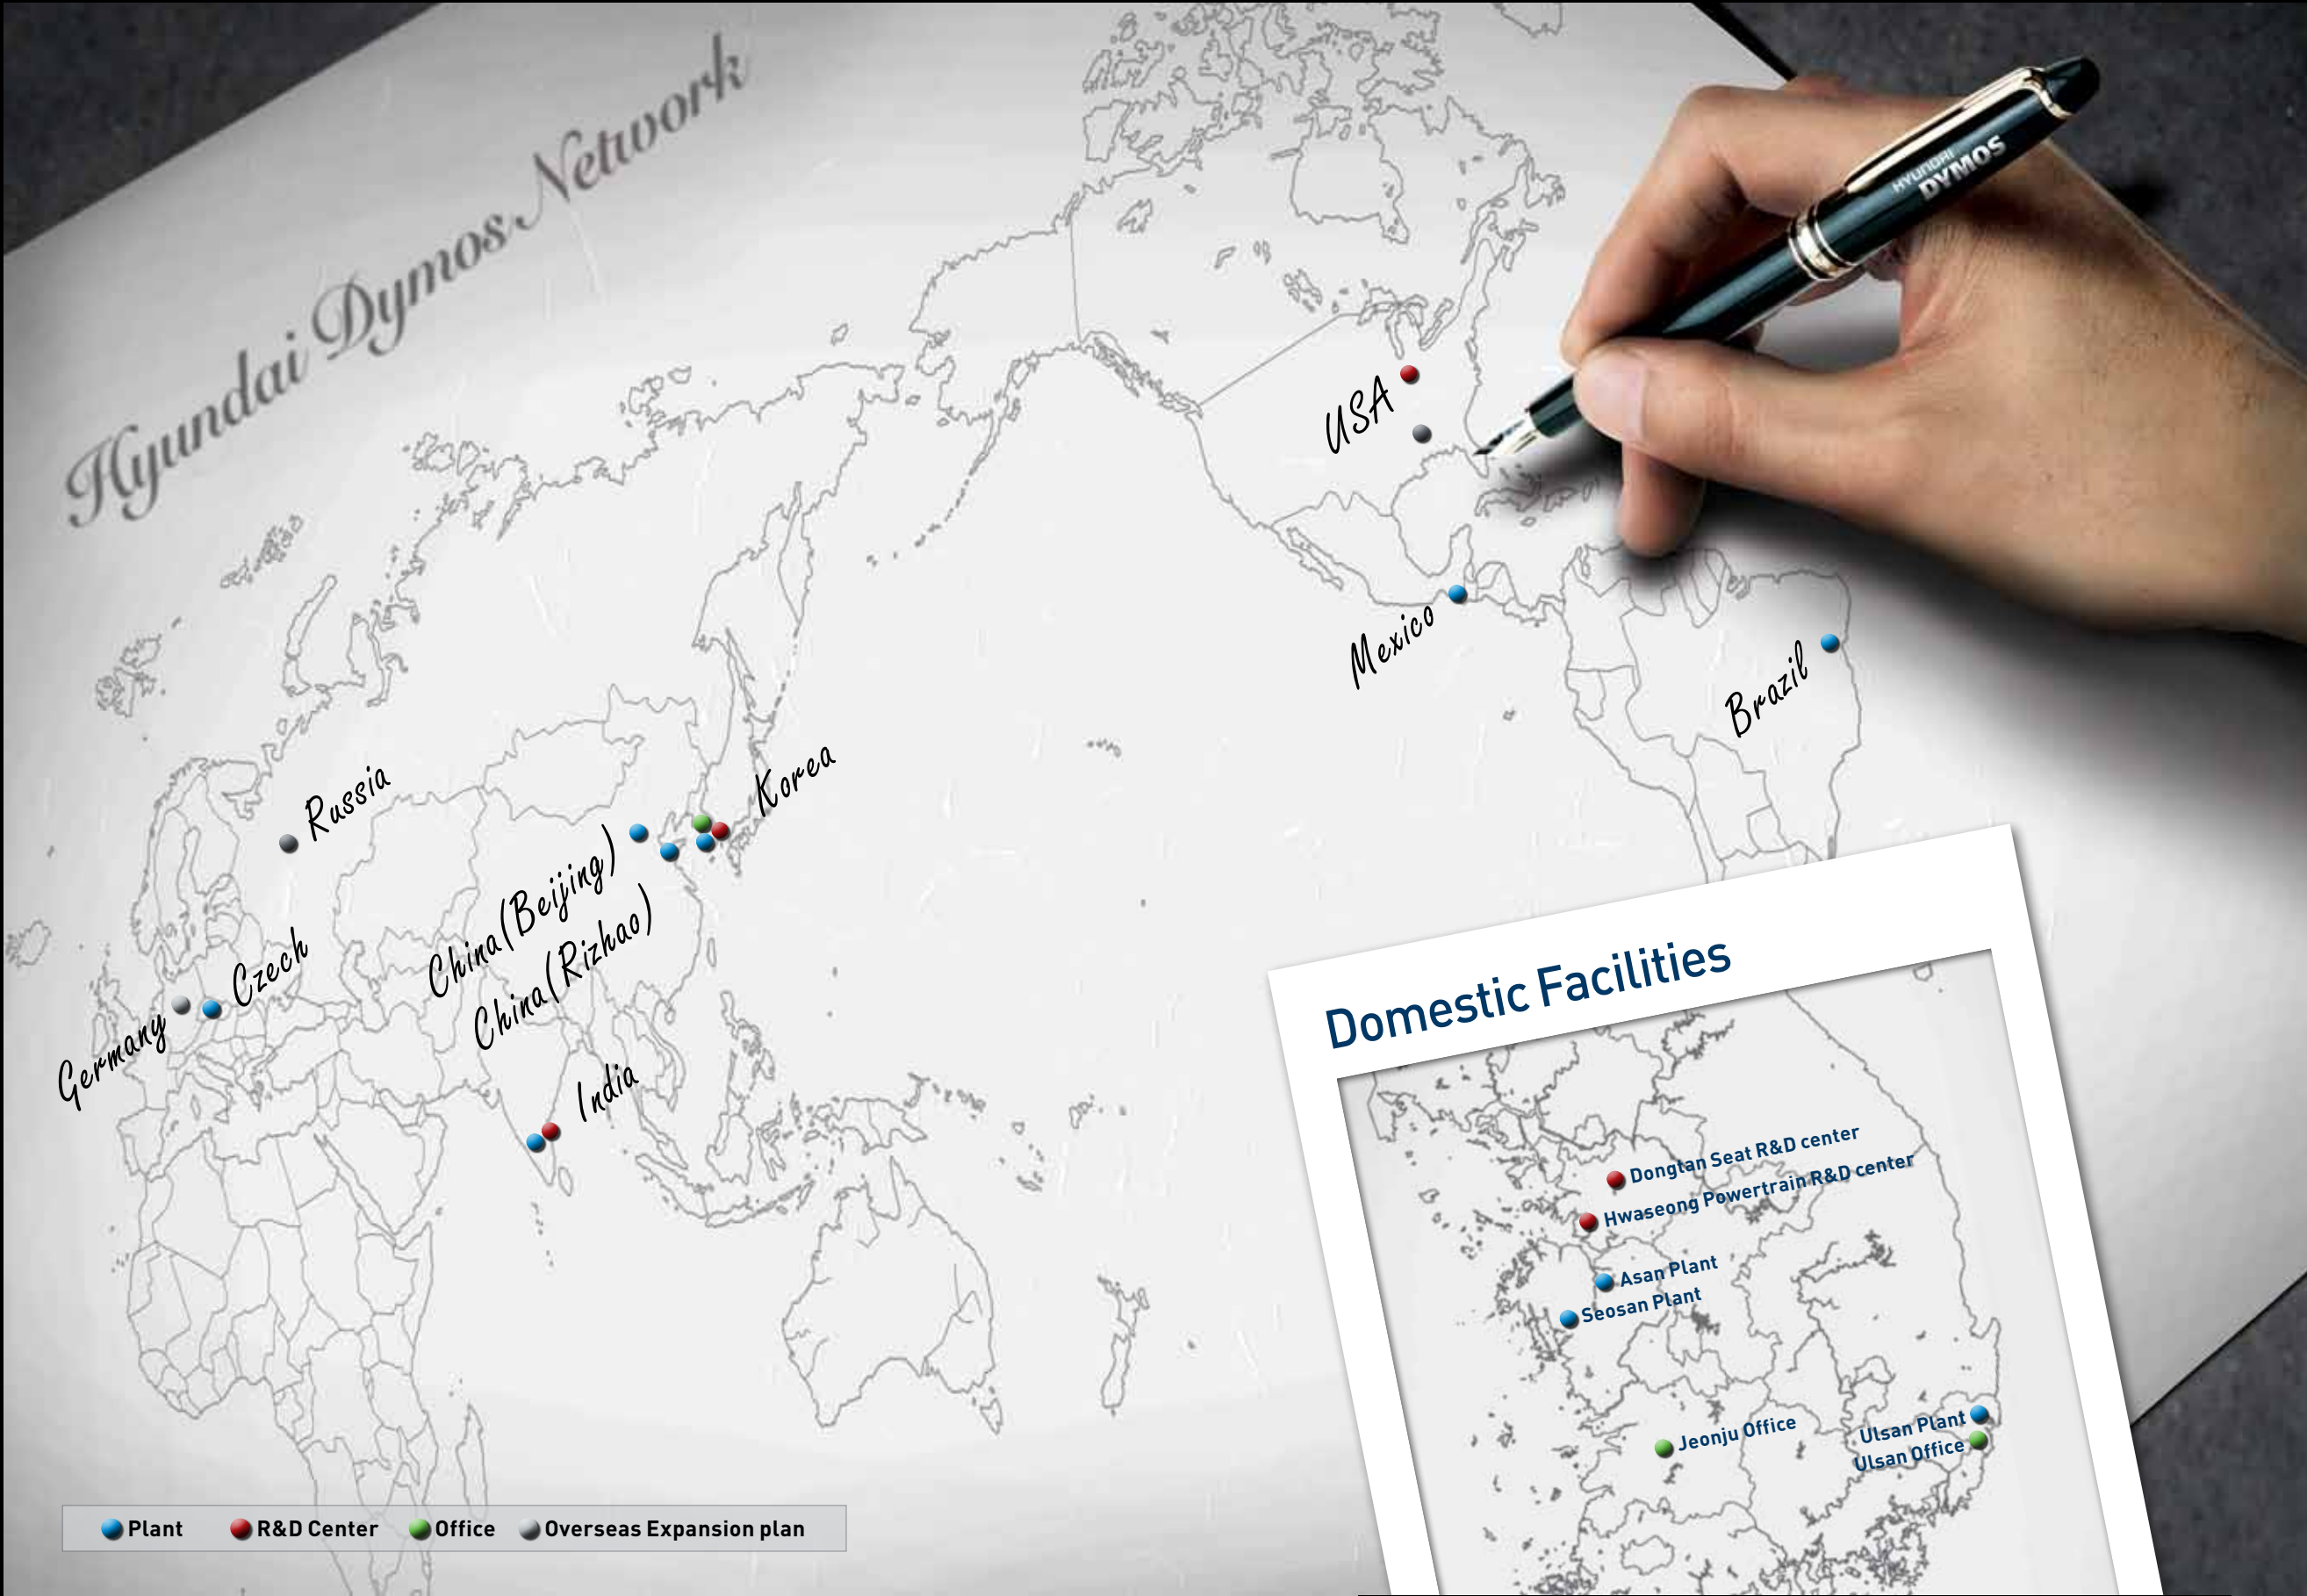 Hyundai Dymos Network
HYUNDAI
DYMOS
USA
Mexico
Brazil
Russia
Korea
China(Beijing)
China(Rizhao)
Czech
Germany
India
Domestic Facilities
Dongtan Seat R&D center
Hwaseong Powertrain R&D center
Asan Plant
Seosan Plant
Jeonju Office
Ulsan Plant
Ulsan Office
Plant
R&D Center
Office
Overseas Expansion plan